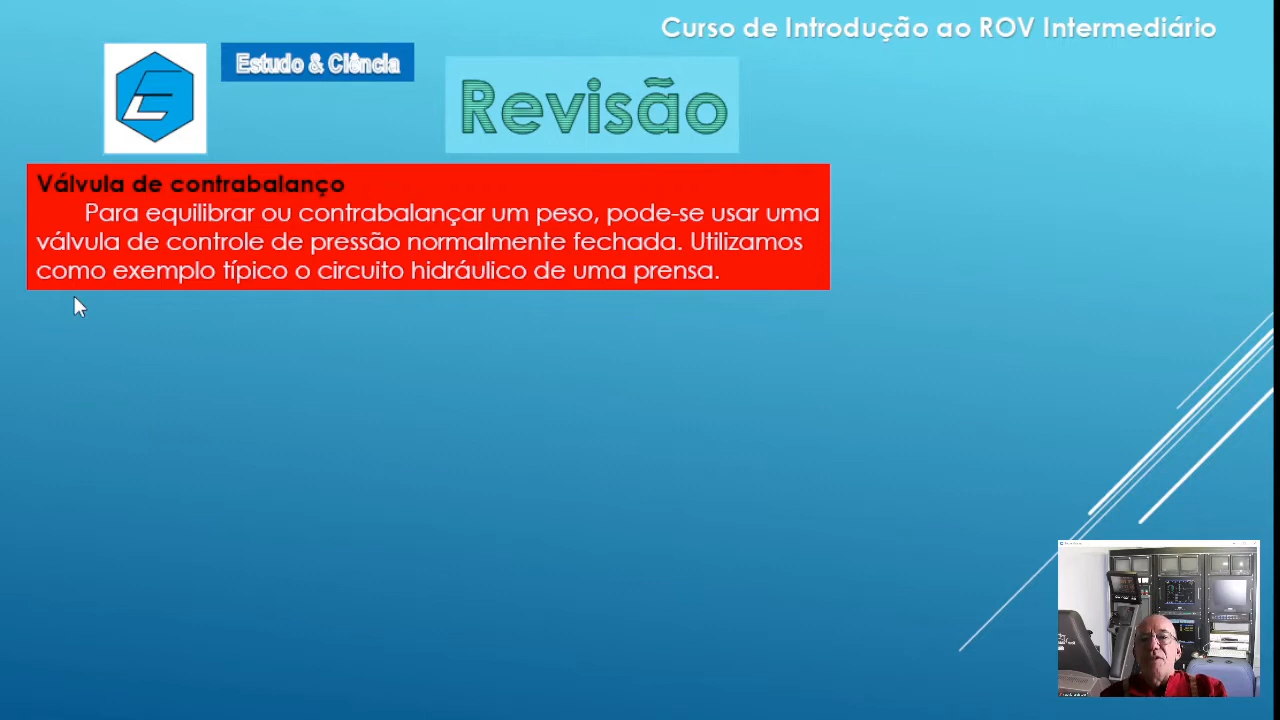 Curso de Introdução ao ROV Intermediário
Estudo & Ciência
Revisão
Válvula de contrabalanço
Para equilibrar ou contrabalançar um peso, pode-se usar uma
válvula de controle de pressão normalmente fechada. Utilizamos
como exemplo típico o circuito hidráulico de uma prensa.